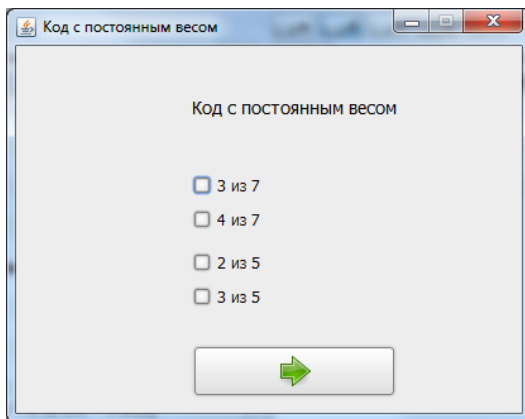 Код с постоянным весом
Код с постоянным весом
3 из 7
4 из 7
2 из 5
3 из 5